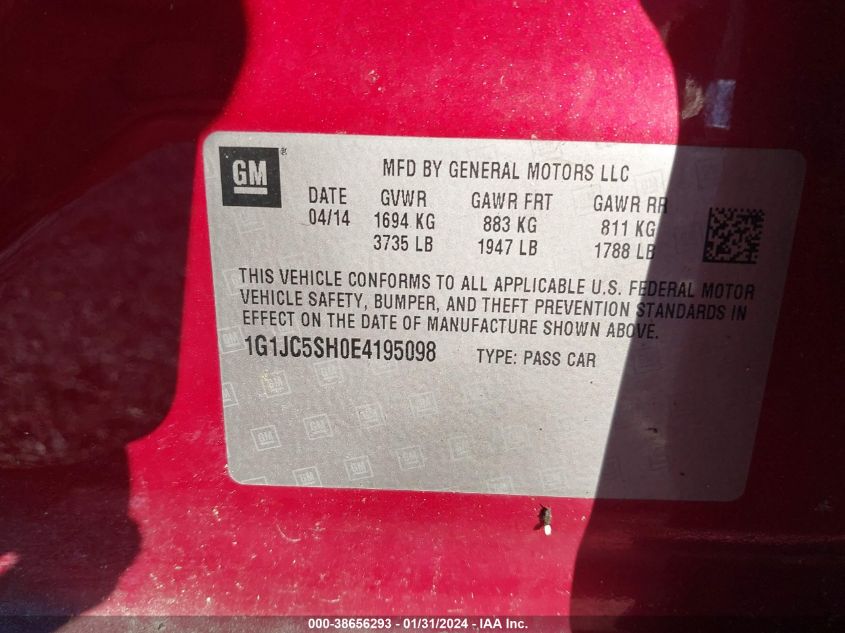 GM ®
MFD BY GENERAL MOTORS LLC
DATE GVWR GAWR FRT GAWR RR
04/14 1694 KG 883 KG 811 KG
3735 LB 1947 LB 1788 LB
THIS VEHICLE CONFORMS TO ALL APPLICABLE U.S. FEDERAL MOTOR
VEHICLE SAFETY, BUMPER, AND THEFT PREVENTION STANDARDS IN
EFFECT ON THE DATE OF MANUFACTURE SHOWN ABOVE.
1G1JC5SH0E4195098 TYPE: PASS CAR
000-38656293 - 01/31/2024 - IAA Inc.